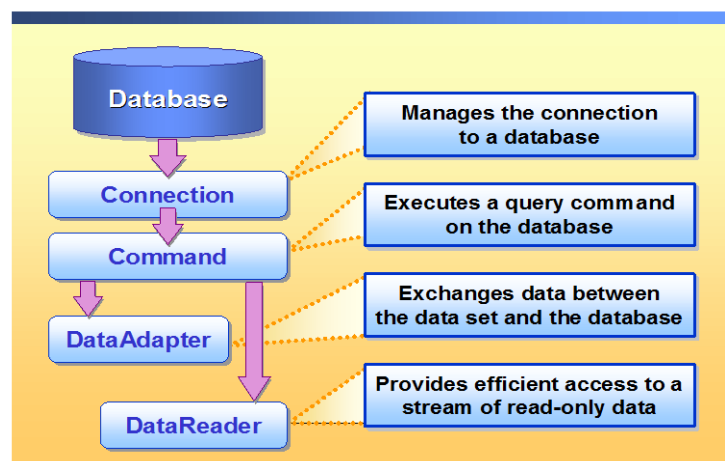 Database
Manages the connection
to a database
Connection
Executes a query command
on the database
Command
Exchanges data between
the data set and the database
DataAdapter
Provides efficient access to a
stream of read-only data
DataReader